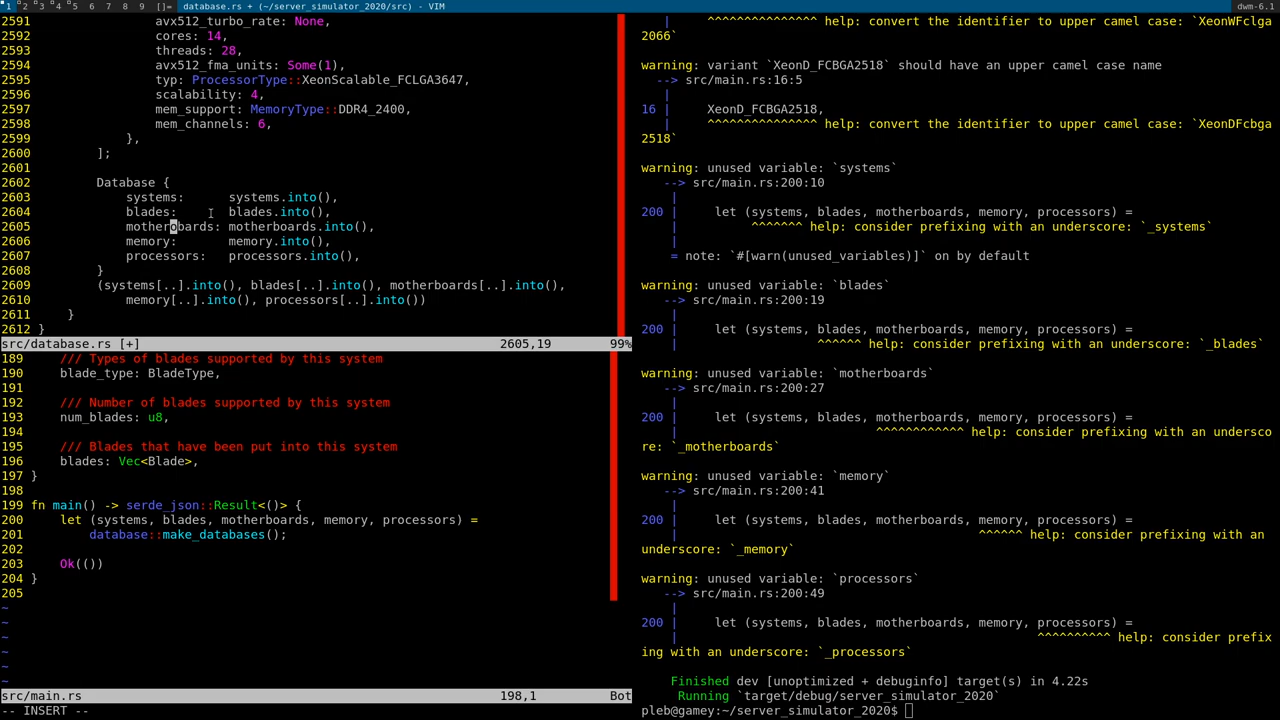 1 2 3 4 5 6 7 8 9 []= database.rs + (~/server_simulator_2020/src) - VIM dwm-6.1
2591                 avx512_turbo_rate: None,
2592                 cores: 14,
2593                 threads: 28,
2594                 avx512_fma_units: Some(1),
2595                 typ: ProcessorType::XeonScalable_FCLGA3647,
2596                 scalability: 4,
2597                 mem_support: MemoryType::DDR4_2400,
2598                 mem_channels: 6,
2599             },
2600         ];
2601
2602         Database {
2603             systems:      systems.into(),
2604             blades:       blades.into(),
2605             motherobards: motherboards.into(),
2606             memory:       memory.into(),
2607             processors:   processors.into(),
2608         }
2609         (systems[..].into(), blades[..].into(), motherboards[..].into(),
2610             memory[..].into(), processors[..].into())
2611     }
2612 }
src/database.rs [+] 2605,19 99%
189     /// Types of blades supported by this system
190     blade_type: BladeType,
191
192     /// Number of blades supported by this system
193     num_blades: u8,
194
195     /// Blades that have been put into this system
196     blades: Vec<Blade>,
197 }
198
199 fn main() -> serde_json::Result<()> {
200     let (systems, blades, motherboards, memory, processors) =
201         database::make_databases();
202
203     Ok(())
204 }
205
~
~
~
~
~
~
src/main.rs 198,1 Bot
-- INSERT --
    |    ^^^^^^^^^^^^^^^ help: convert the identifier to upper camel case: `XeonWFclga
2066`

warning: variant `XeonD_FCBGA2518` should have an upper camel case name
  --> src/main.rs:16:5
    |
16 |    XeonD_FCBGA2518,
    |    ^^^^^^^^^^^^^^^ help: convert the identifier to upper camel case: `XeonDFcbga
2518`

warning: unused variable: `systems`
   --> src/main.rs:200:10
    |
200 |     let (systems, blades, motherboards, memory, processors) =
    |          ^^^^^^^ help: consider prefixing with an underscore: `_systems`
    |
    = note: `#[warn(unused_variables)]` on by default

warning: unused variable: `blades`
   --> src/main.rs:200:19
    |
200 |     let (systems, blades, motherboards, memory, processors) =
    |                   ^^^^^^ help: consider prefixing with an underscore: `_blades`

warning: unused variable: `motherboards`
   --> src/main.rs:200:27
    |
200 |     let (systems, blades, motherboards, memory, processors) =
    |                           ^^^^^^^^^^^^ help: consider prefixing with an undersco
re: `_motherboards`

warning: unused variable: `memory`
   --> src/main.rs:200:41
    |
200 |     let (systems, blades, motherboards, memory, processors) =
    |                                         ^^^^^^ help: consider prefixing with an
underscore: `_memory`

warning: unused variable: `processors`
   --> src/main.rs:200:49
    |
200 |     let (systems, blades, motherboards, memory, processors) =
    |                                                 ^^^^^^^^^^ help: consider prefix
ing with an underscore: `_processors`

    Finished dev [unoptimized + debuginfo] target(s) in 4.22s
     Running `target/debug/server_simulator_2020`
pleb@gamey:~/server_simulator_2020$